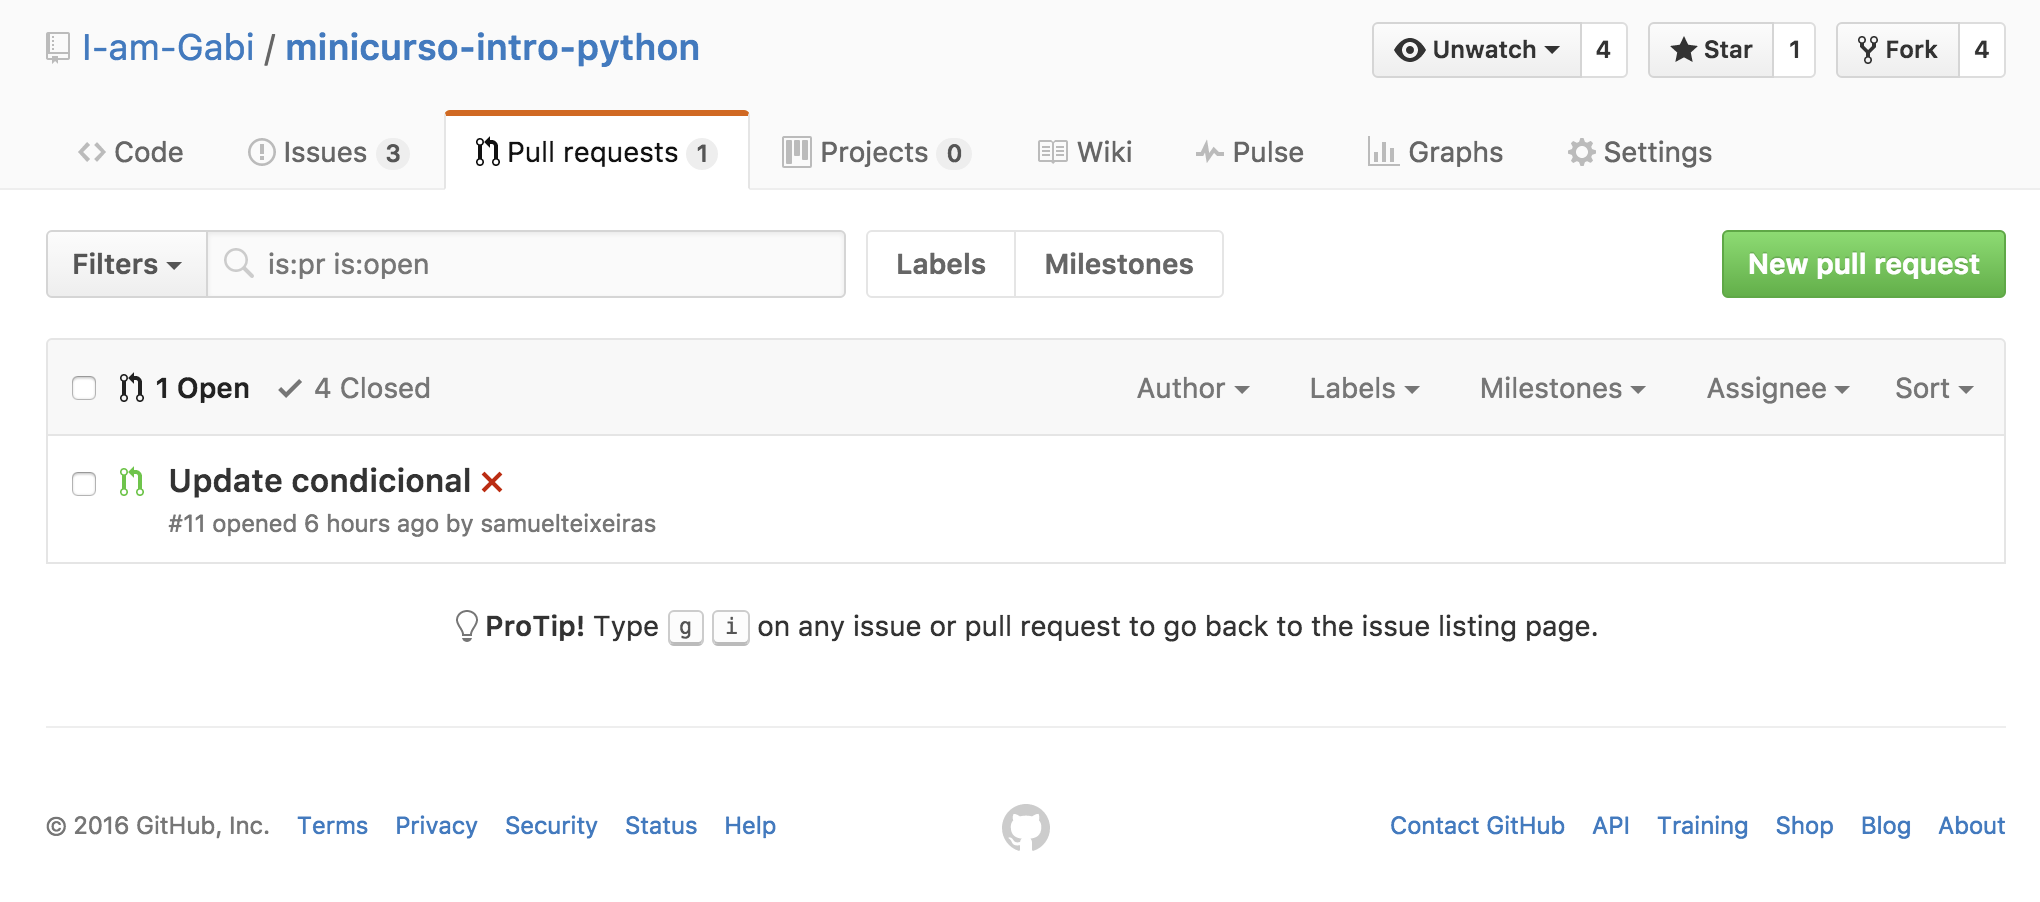 I-am-Gabi / minicurso-intro-python Unwatch 4 Star 1 Fork 4
Code Issues 3 Pull requests 1 Projects 0 Wiki Pulse Graphs Settings
Filters is:pr is:open Labels Milestones New pull request
1 Open 4 Closed Author Labels Milestones Assignee Sort
Update condicional
#11 opened 6 hours ago by samuelteixeiras
ProTip! Type g i on any issue or pull request to go back to the issue listing page.
© 2016 GitHub, Inc. Terms Privacy Security Status Help Contact GitHub API Training Shop Blog About